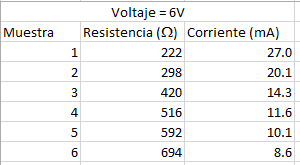 Voltaje = 6V
Muestra Resistencia (Ω) Corriente (mA)
1 222 27.0
2 298 20.1
3 420 14.3
4 516 11.6
5 592 10.1
6 694 8.6